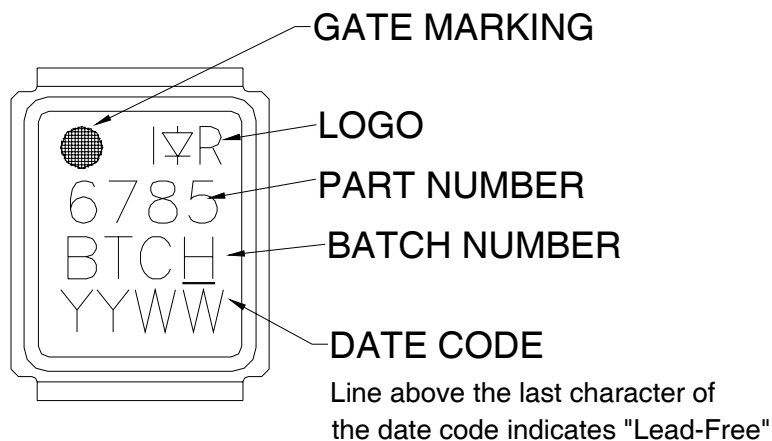 GATE MARKING
I R
LOGO
6785
PART NUMBER
BTCH
BATCH NUMBER
YYWW
DATE CODE
Line above the last character of
the date code indicates "Lead-Free"